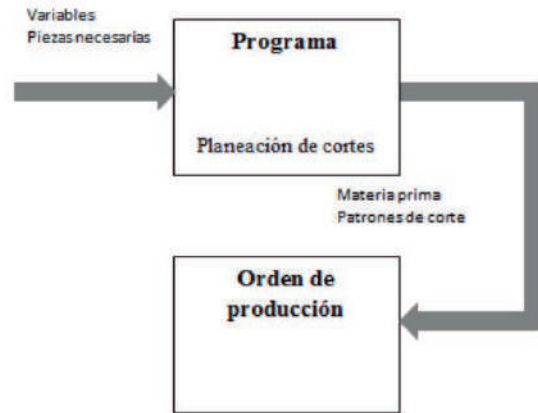 Variables
Piezas necesarias
Programa
Planeación de cortes
Materia prima
Patrones de corte
Orden de
producción